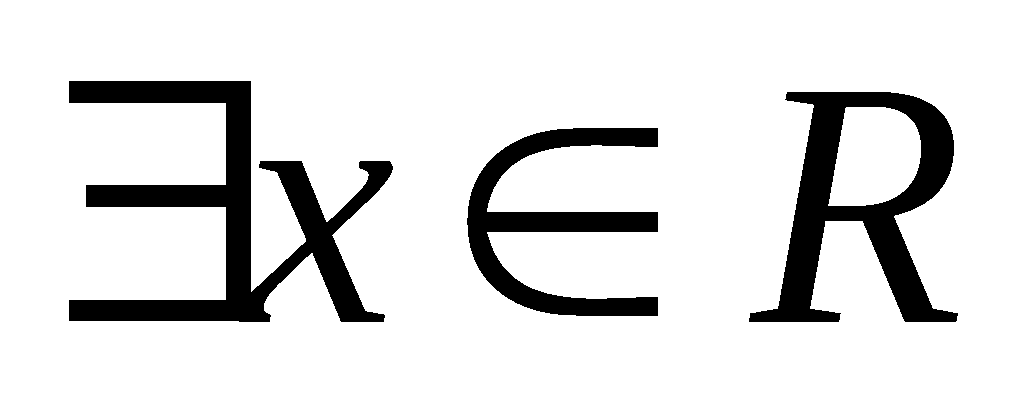 ∃x ∈ R